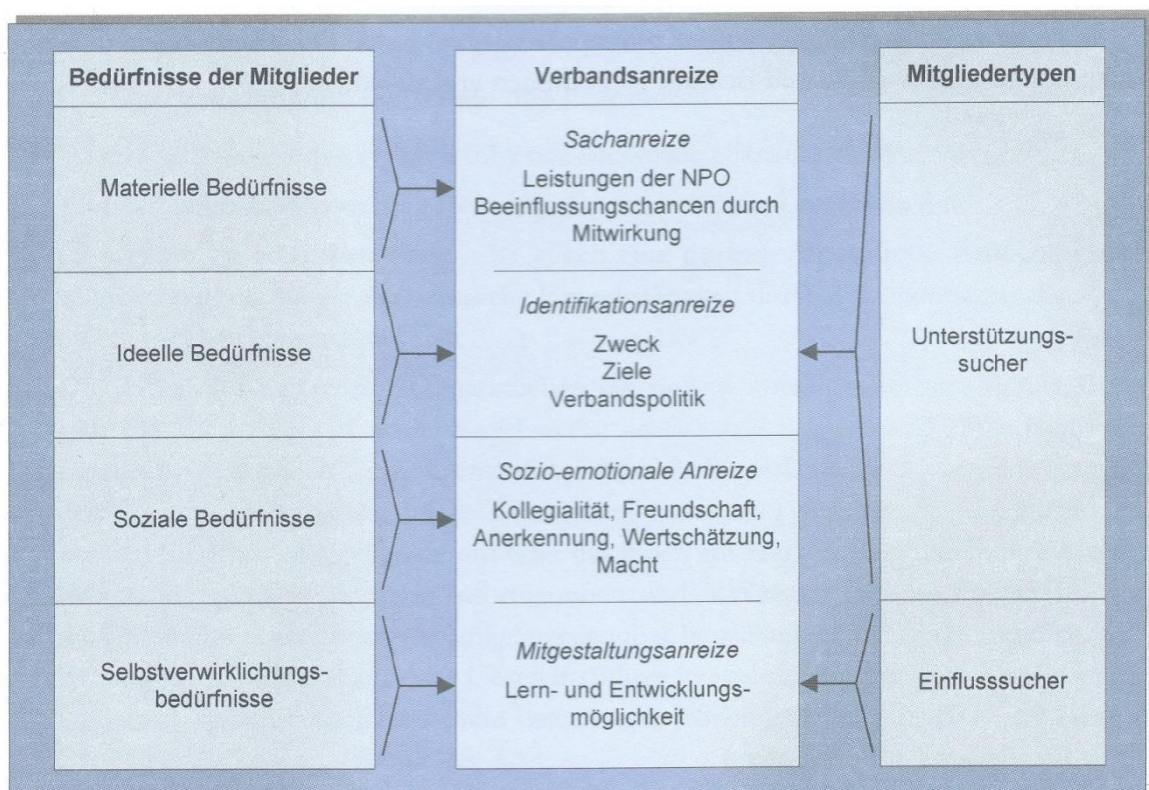 Bedürfnisse der Mitglieder
Materielle Bedürfnisse
Ideelle Bedürfnisse
Soziale Bedürfnisse
Selbstverwirklichungs-
bedürfnisse
Verbandsanreize
Sachanreize
Leistungen der NPO
Beeinflussungschancen durch
Mitwirkung
Identifikationsanreize
Zweck
Ziele
Verbandspolitik
Sozio-emotionale Anreize
Kollegialität, Freundschaft,
Anerkennung, Wertschätzung,
Macht
Mitgestaltungsanreize
Lern- und Entwicklungs-
möglichkeit
Mitgliedertypen
Unterstützungs-
sucher
Einflusssucher